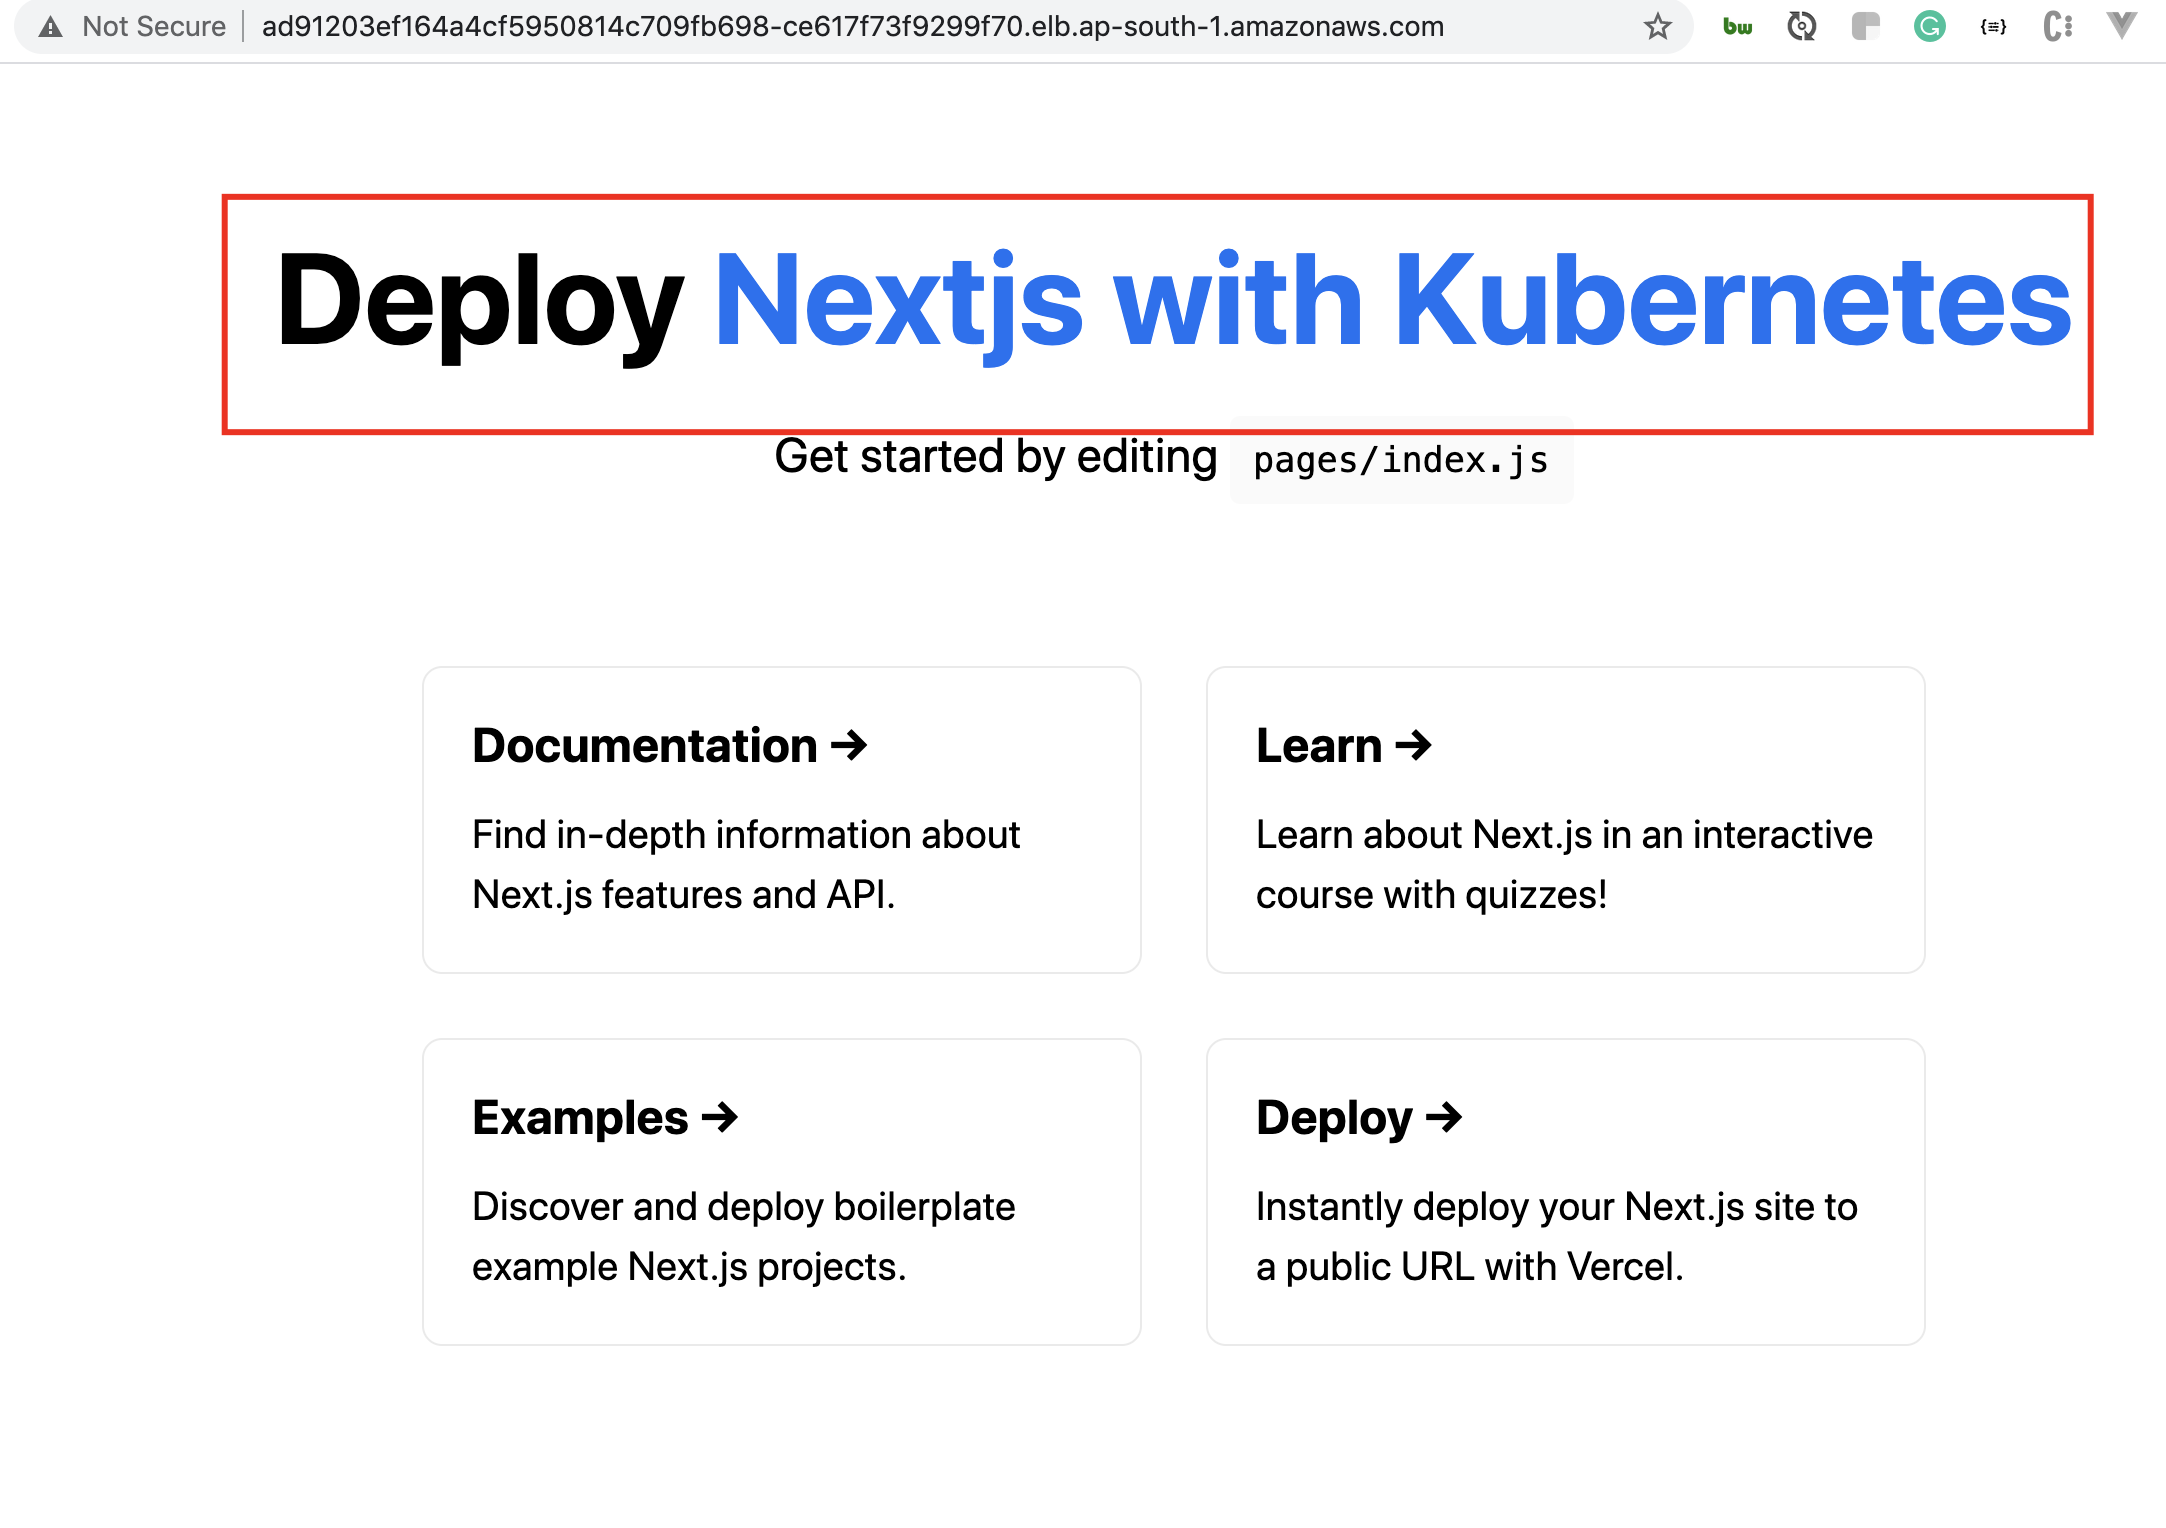 Not Secure | ad91203ef164a4cf5950814c709fb698-ce617f73f9299f70.elb.ap-south-1.amazonaws.com
bw
G
{≡}
C
Deploy Nextjs with Kubernetes
Get started by editing pages/index.js
Documentation →
Find in-depth information about
Next.js features and API.
Learn →
Learn about Next.js in an interactive
course with quizzes!
Examples →
Discover and deploy boilerplate
example Next.js projects.
Deploy →
Instantly deploy your Next.js site to
a public URL with Vercel.